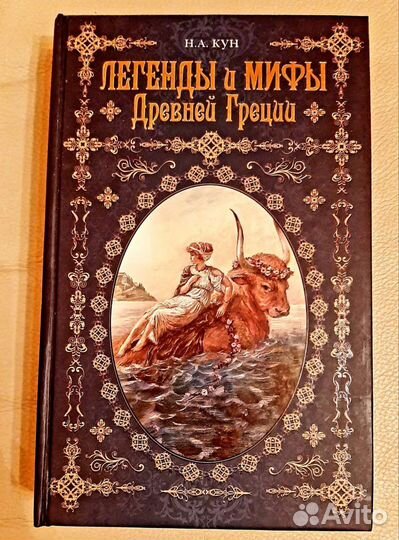 Н.А. КУН
ЛЕГЕНДЫ и МИФЫ
Древней Греции
Avito